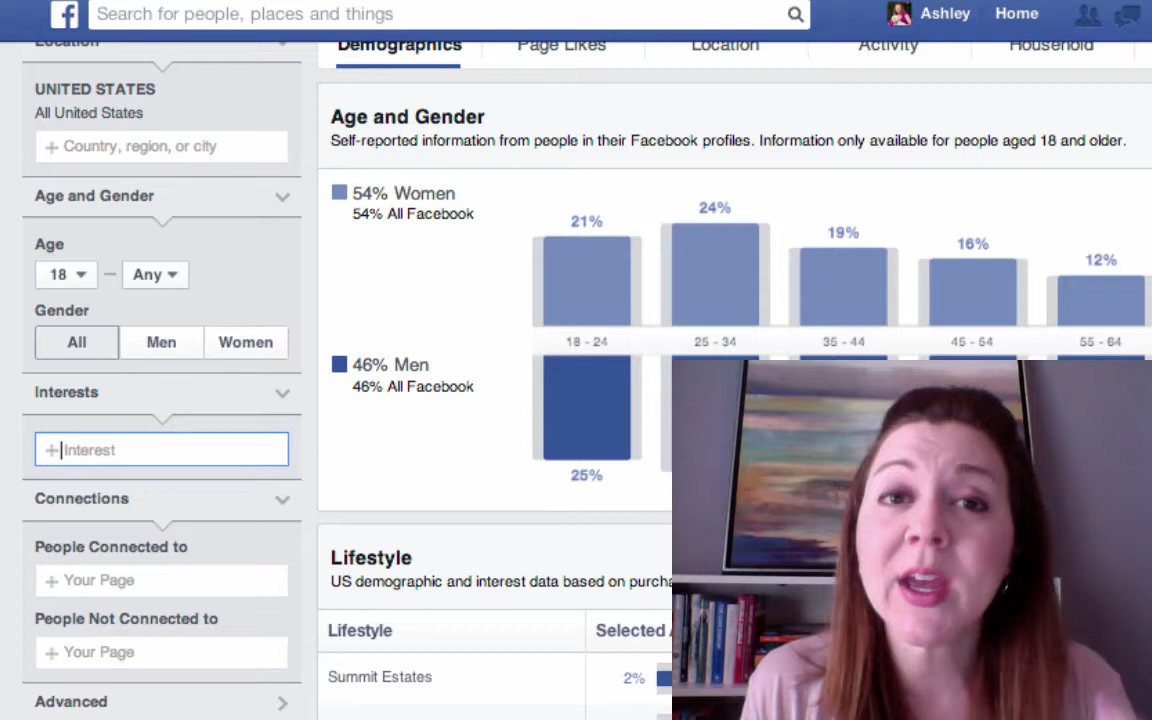 f
Search for people, places and things
Ashley
Home
Location
Demographics
Page Likes
Location
Activity
Household
UNITED STATES
All United States
+ Country, region, or city
Age and Gender
Age
18 – Any
Gender
All
Men
Women
Interests
+ Interest
Connections
People Connected to
+ Your Page
People Not Connected to
+ Your Page
Advanced
Age and Gender
Self-reported information from people in their Facebook profiles. Information only available for people aged 18 and older.
54% Women
54% All Facebook
21%
24%
19%
16%
12%
18 - 24
25 - 34
35 - 44
45 - 54
55 - 64
46% Men
46% All Facebook
25%
Lifestyle
US demographic and interest data based on
Lifestyle
Selected
Summit Estates
2%